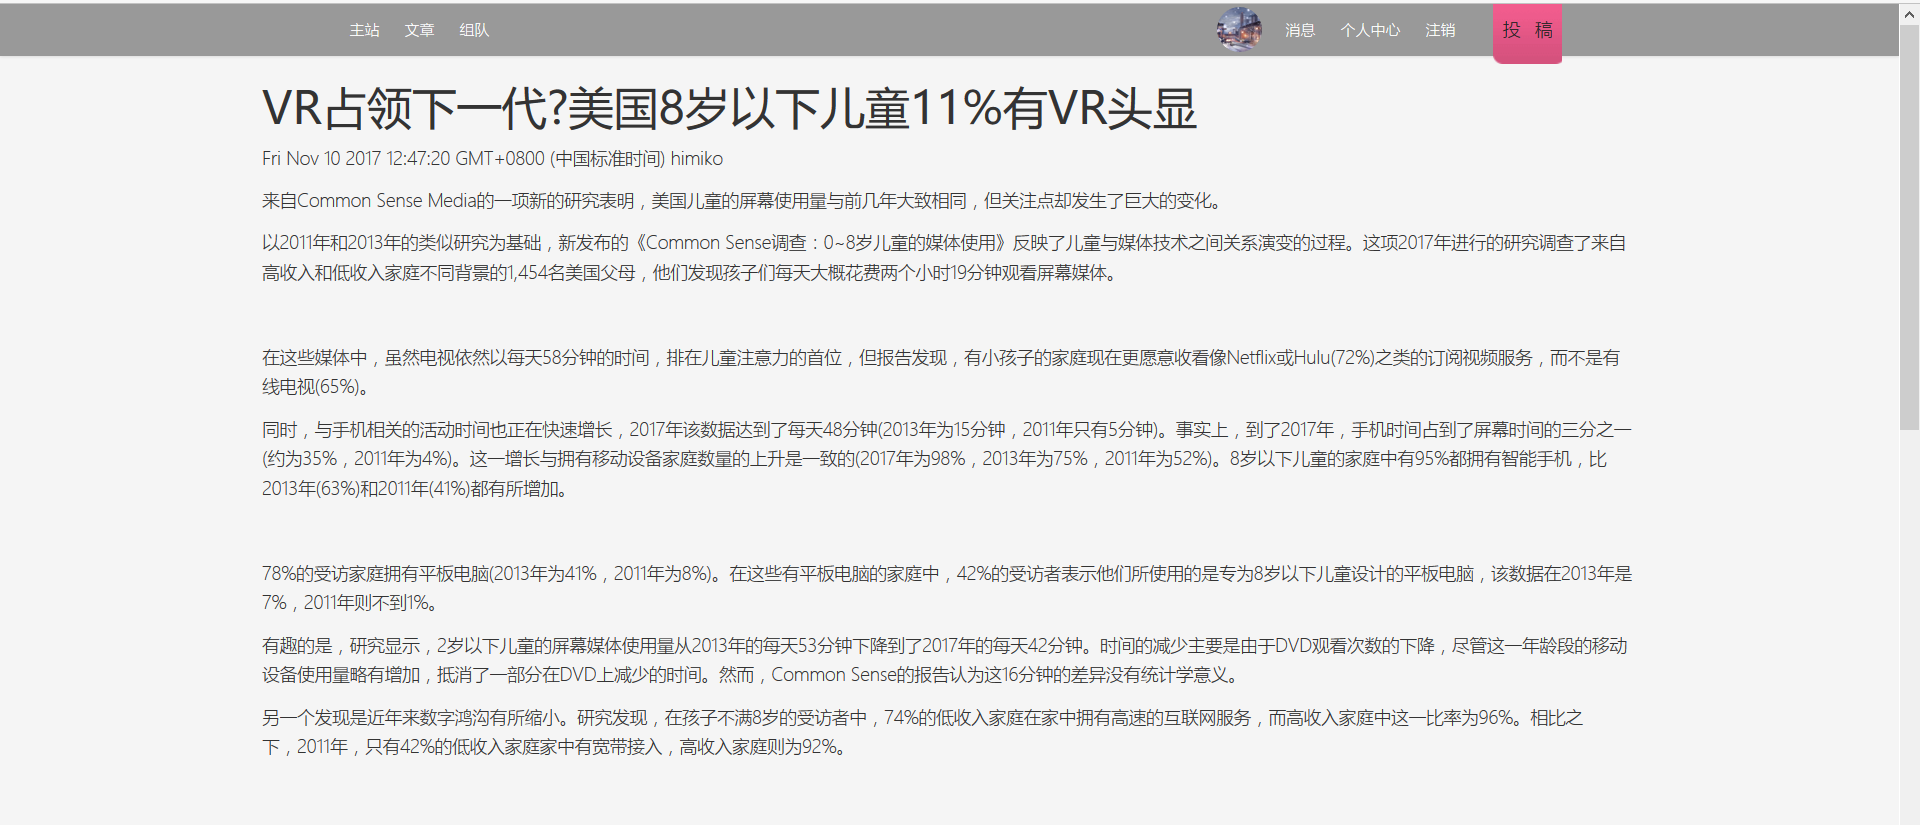 主站 文章 组队 消息 个人中心 注销 投 稿
VR占领下一代?美国8岁以下儿童11%有VR头显
Fri Nov 10 2017 12:47:20 GMT+0800 (中国标准时间) himiko
来自Common Sense Media的一项新的研究表明，美国儿童的屏幕使用量与前几年大致相同，但关注点却发生了巨大的变化。
以2011年和2013年的类似研究为基础，新发布的《Common Sense调查：0~8岁儿童的媒体使用》反映了儿童与媒体技术之间关系演变的过程。这项2017年进行的研究调查了来自
高收入和低收入家庭不同背景的1,454名美国父母，他们发现孩子们每天大概花费两个小时19分钟观看屏幕媒体。
在这些媒体中，虽然电视依然以每天58分钟的时间，排在儿童注意力的首位，但报告发现，有小孩子的家庭现在更愿意收看像Netflix或Hulu(72%)之类的订阅视频服务，而不是有
线电视(65%)。
同时，与手机相关的活动时间也正在快速增长，2017年该数据达到了每天48分钟(2013年为15分钟，2011年只有5分钟)。事实上，到了2017年，手机时间占到了屏幕时间的三分之一
(约为35%，2011年为4%)。这一增长与拥有移动设备家庭数量的上升是一致的(2017年为98%，2013年为75%，2011年为52%)。8岁以下儿童的家庭中有95%都拥有智能手机，比
2013年(63%)和2011年(41%)都有所增加。
78%的受访家庭拥有平板电脑(2013年为41%，2011年为8%)。在这些有平板电脑的家庭中，42%的受访者表示他们所使用的是专为8岁以下儿童设计的平板电脑，该数据在2013年是
7%，2011年则不到1%。
有趣的是，研究显示，2岁以下儿童的屏幕媒体使用量从2013年的每天53分钟下降到了2017年的每天42分钟。时间的减少主要是由于DVD观看次数的下降，尽管这一年龄段的移动
设备使用量略有增加，抵消了一部分在DVD上减少的时间。然而，Common Sense的报告认为这16分钟的差异没有统计学意义。
另一个发现是近年来数字鸿沟有所缩小。研究发现，在孩子不满8岁的受访者中，74%的低收入家庭在家中拥有高速的互联网服务，而高收入家庭中这一比率为96%。相比之
下，2011年，只有42%的低收入家庭家中有宽带接入，高收入家庭则为92%。